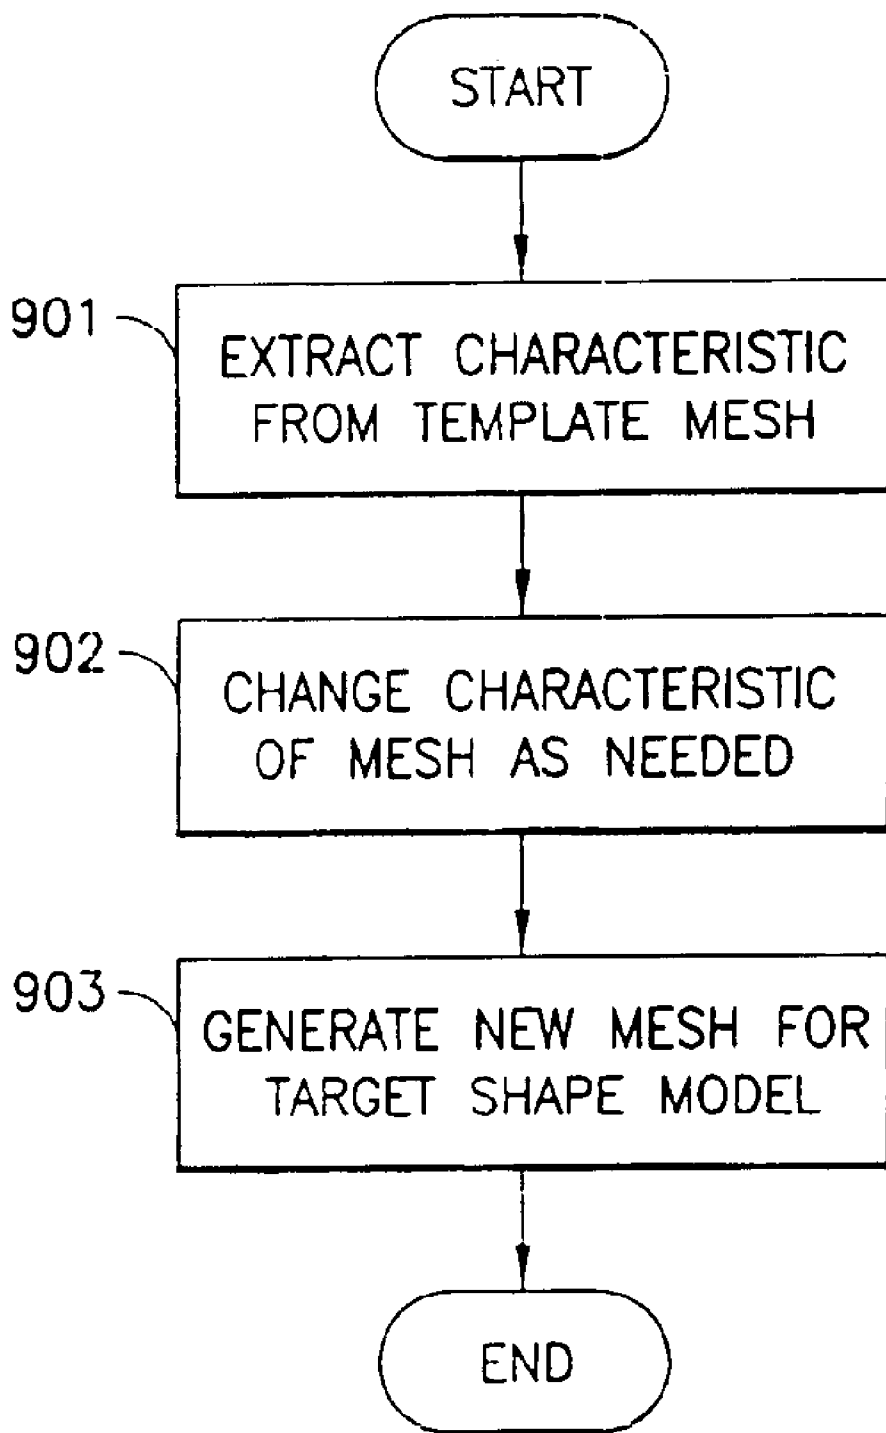 START
901
EXTRACT CHARACTERISTIC
FROM TEMPLATE MESH
902
CHANGE CHARACTERISTIC
OF MESH AS NEEDED
903
GENERATE NEW MESH FOR
TARGET SHAPE MODEL
END